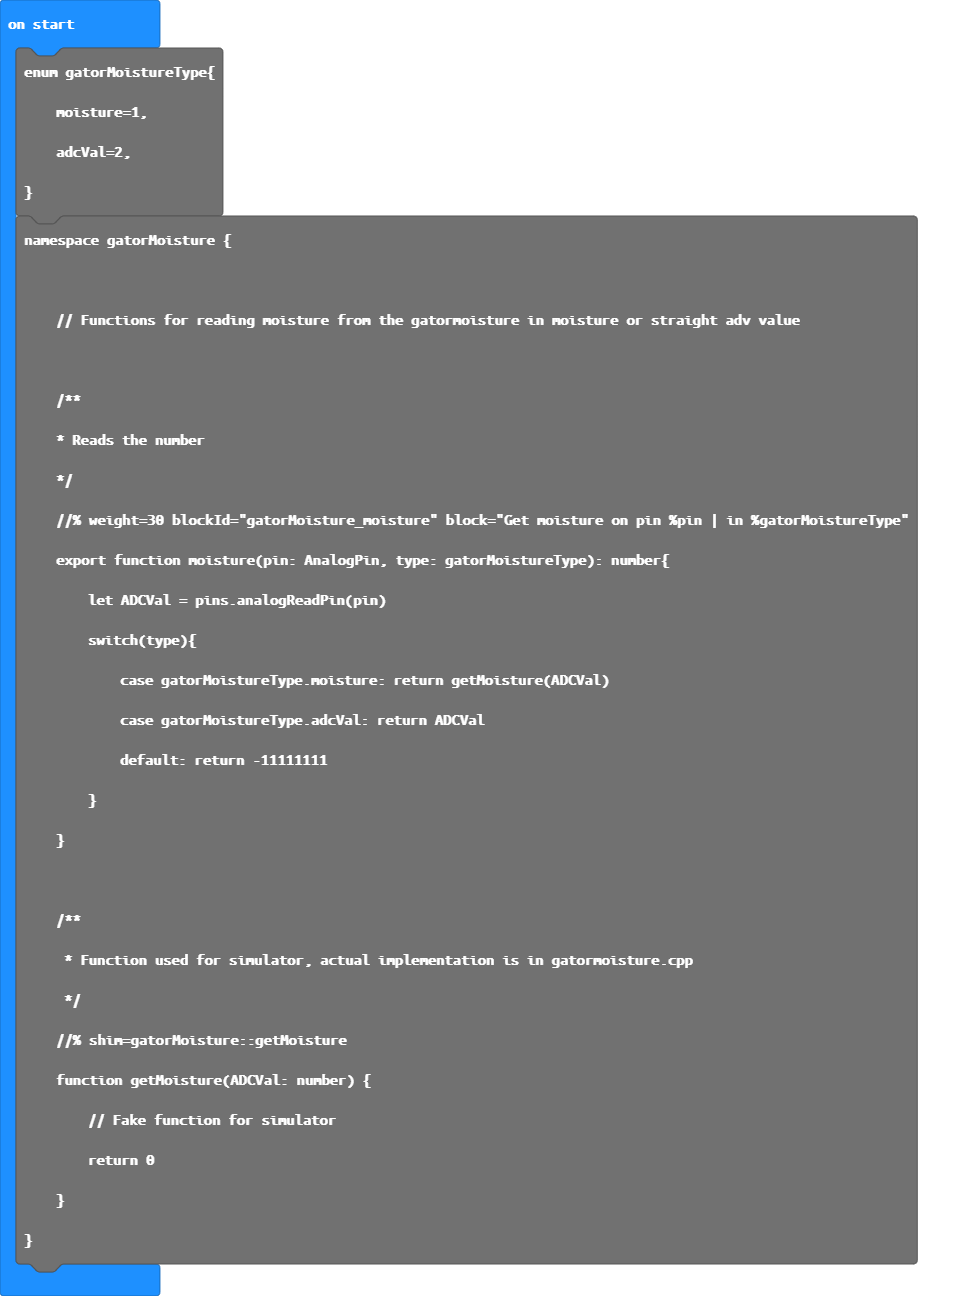 on start
enum gatorMoistureType{
moisture=1,
adcVal=2,
}
namespace gatorMoisture {
// Functions for reading moisture from the gatormoisture in moisture or straight adv value
/**
* Reads the number
*/
//% weight=30 blockId="gatorMoisture_moisture" block="Get moisture on pin %pin | in %gatorMoistureType"
export function moisture(pin: AnalogPin, type: gatorMoistureType): number{
let ADCVal = pins.analogReadPin(pin)
switch(type){
case gatorMoistureType.moisture: return getMoisture(ADCVal)
case gatorMoistureType.adcVal: return ADCVal
default: return -11111111
}
}
/**
* Function used for simulator, actual implementation is in gatormoisture.cpp
*/
//% shim=gatorMoisture::getMoisture
function getMoisture(ADCVal: number) {
// Fake function for simulator
return 0
}
}